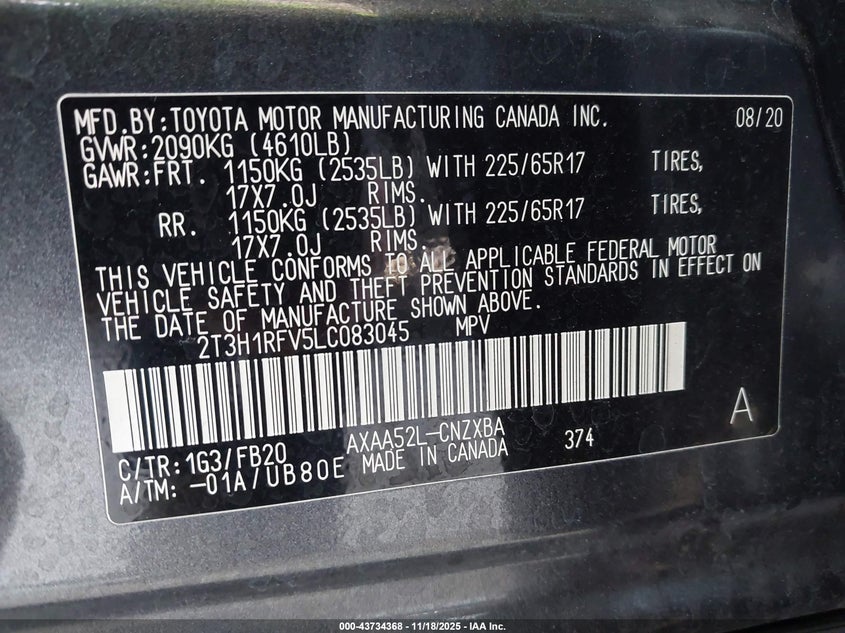 MFD.BY:TOYOTA MOTOR MANUFACTURING CANADA INC. 08/20
GVWR:2090KG (4610LB)
GAWR:FRT. 1150KG (2535LB) WITH 225/65R17 TIRES,
17X7.0J RIMS.
RR. 1150KG (2535LB) WITH 225/65R17 TIRES,
17X7.0J RIMS.
THIS VEHICLE CONFORMS TO ALL APPLICABLE FEDERAL MOTOR
VEHICLE SAFETY AND THEFT PREVENTION STANDARDS IN EFFECT ON
THE DATE OF MANUFACTURE SHOWN ABOVE.
2T3H1RFV5LC083045 MPV
A
AXAA52L-CNZXBA
C/TR: 1G3/FB20 MADE IN CANADA 374
A/TM: -01A/UB80E
000-43734368 - 11/18/2025 - IAA Inc.